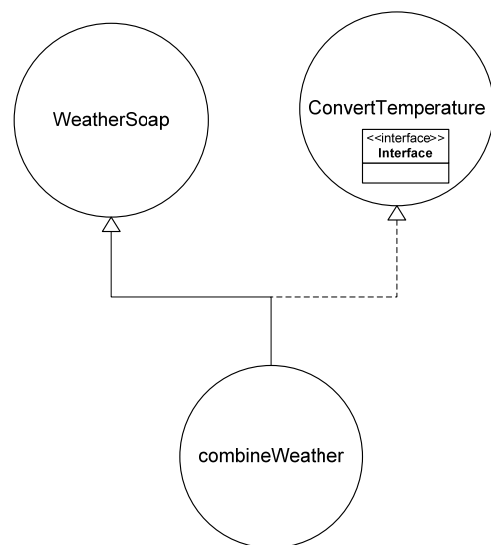 WeatherSoap
ConvertTemperature
<<interface>>
Interface
combineWeather